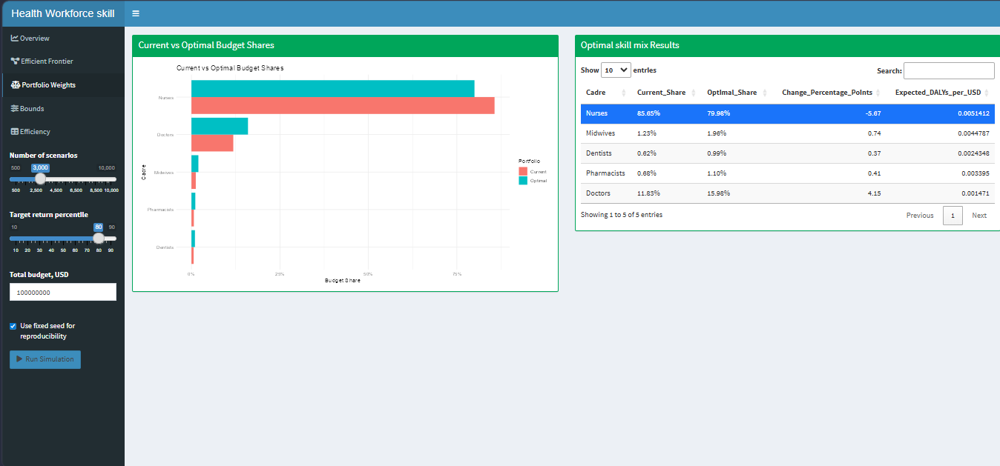 Health Workforce skill
Overview
Efficient Frontier
Portfolio Weights
Bounds
Efficiency
Number of scenarios
500 3,000 10,000
500 2,500 4,500 6,500 8,500 10,000
Target return percentile
10 80 90
10 20 30 40 50 60 70 80 90
Total budget, USD
100000000
Use fixed seed for
reproducibility
Run Simulation
Current vs Optimal Budget Shares
Current vs Optimal Budget Shares
Cadre
Nurses
Doctors
Midwives
Pharmacists
Dentists
0% 25% 50% 75%
Budget Share
Portfolio
Current
Optimal
Optimal skill mix Results
Show 10 entries Search:
Cadre Current_Share Optimal_Share Change_Percentage_Points Expected_DALYs_per_USD
Nurses 85.65% 79.98% -5.67 0.0051412
Midwives 1.23% 1.96% 0.74 0.0044787
Dentists 0.62% 0.99% 0.37 0.0024348
Pharmacists 0.68% 1.10% 0.41 0.003395
Doctors 11.83% 15.98% 4.15 0.001471
Showing 1 to 5 of 5 entries Previous 1 Next